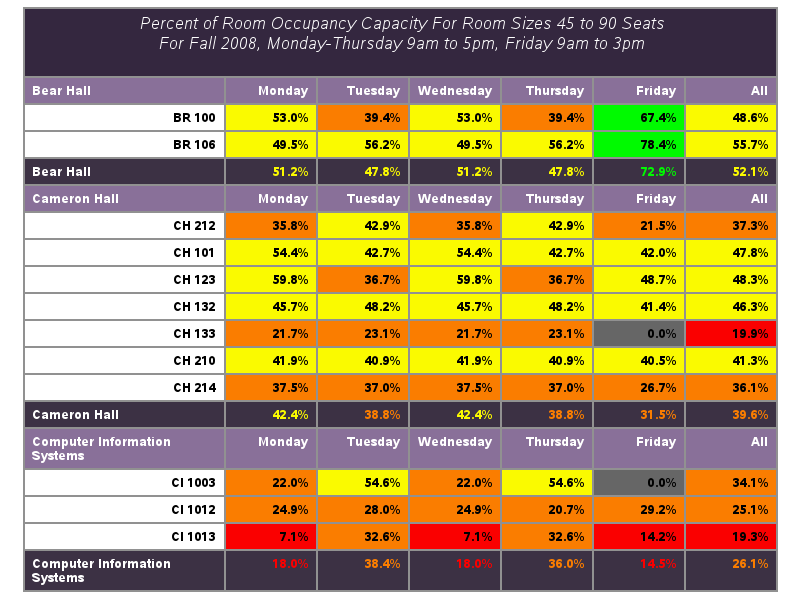 Percent of Room Occupancy Capacity For Room Sizes 45 to 90 Seats
For Fall 2008, Monday-Thursday 9am to 5pm, Friday 9am to 3pm
Bear Hall Monday Tuesday Wednesday Thursday Friday All
BR 100 53.0% 39.4% 53.0% 39.4% 67.4% 48.6%
BR 106 49.5% 56.2% 49.5% 56.2% 78.4% 55.7%
Bear Hall 51.2% 47.8% 51.2% 47.8% 72.9% 52.1%
Cameron Hall Monday Tuesday Wednesday Thursday Friday All
CH 212 35.8% 42.9% 35.8% 42.9% 21.5% 37.3%
CH 101 54.4% 42.7% 54.4% 42.7% 42.0% 47.8%
CH 123 59.8% 36.7% 59.8% 36.7% 48.7% 48.3%
CH 132 45.7% 48.2% 45.7% 48.2% 41.4% 46.3%
CH 133 21.7% 23.1% 21.7% 23.1% 0.0% 19.9%
CH 210 41.9% 40.9% 41.9% 40.9% 40.5% 41.3%
CH 214 37.5% 37.0% 37.5% 37.0% 26.7% 36.1%
Cameron Hall 42.4% 38.8% 42.4% 38.8% 31.5% 39.6%
Computer Information Monday Tuesday Wednesday Thursday Friday All
Systems
CI 1003 22.0% 54.6% 22.0% 54.6% 0.0% 34.1%
CI 1012 24.9% 28.0% 24.9% 20.7% 29.2% 25.1%
CI 1013 7.1% 32.6% 7.1% 32.6% 14.2% 19.3%
Computer Information 18.0% 38.4% 18.0% 36.0% 14.5% 26.1%
Systems